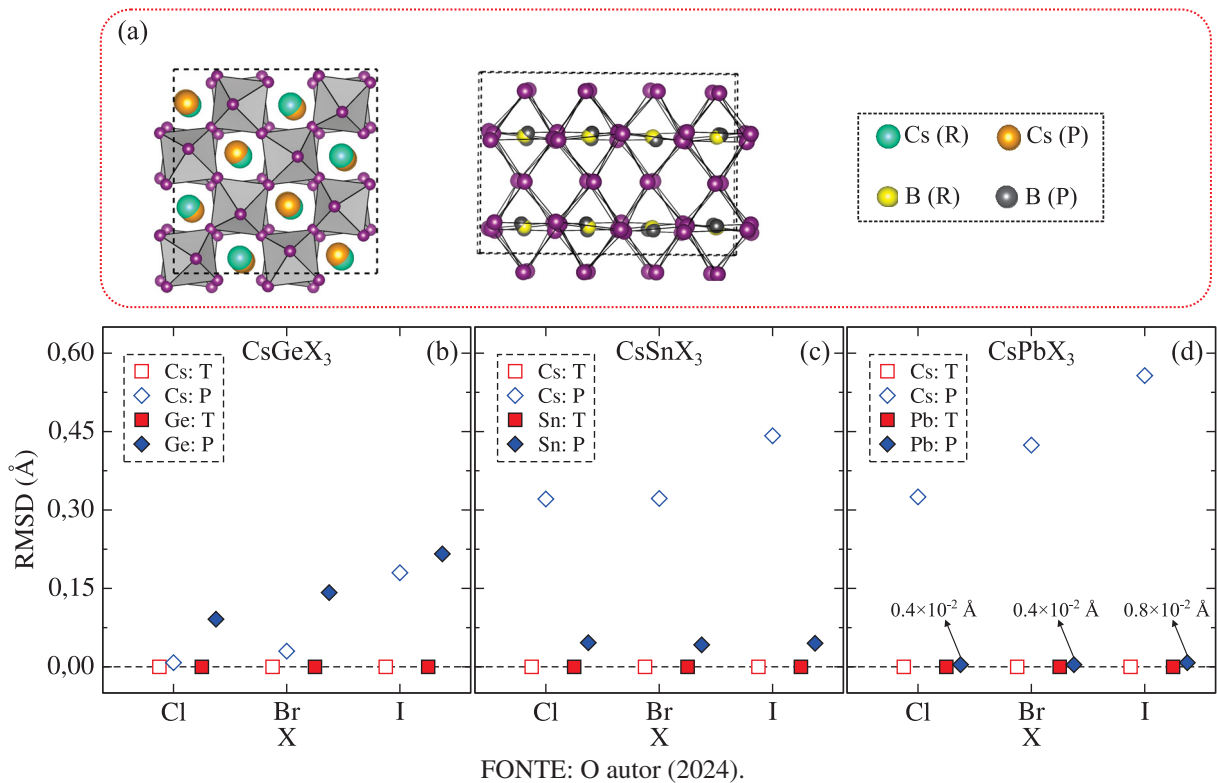 (a)
Cs (R) Cs (P)
B (R) B (P)
RMSD (Å)
0,60
0,45
0,30
0,15
0,00
CsGeX₃ (b)
Cs: T
Cs: P
Ge: T
Ge: P
Cl Br I
X
CsSnX₃ (c)
Cs: T
Cs: P
Sn: T
Sn: P
Cl Br I
X
CsPbX₃ (d)
Cs: T
Cs: P
Pb: T
Pb: P
0.4×10⁻² Å 0.4×10⁻² Å 0.8×10⁻² Å
Cl Br I
X
FONTE: O autor (2024).